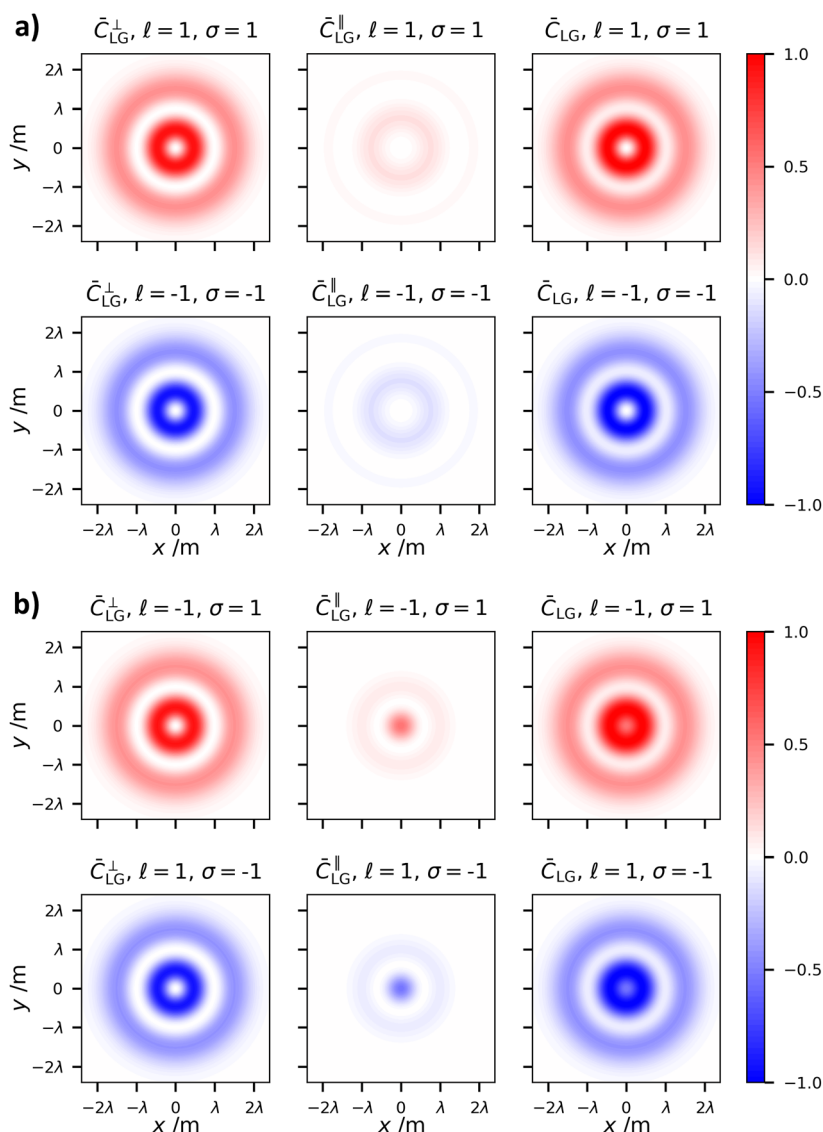 a)
C̄⊥LG, ℓ = 1, σ = 1
C̄∥LG, ℓ = 1, σ = 1
C̄LG, ℓ = 1, σ = 1
1.0
0.5
0.0
−0.5
−1.0
y /m
2λ
λ
0
−λ
−2λ
C̄⊥LG, ℓ = -1, σ = -1
C̄∥LG, ℓ = -1, σ = -1
C̄LG, ℓ = -1, σ = -1
y /m
2λ
λ
0
−λ
−2λ
−2λ −λ 0 λ 2λ
x /m
−2λ −λ 0 λ 2λ
x /m
−2λ −λ 0 λ 2λ
x /m
b)
C̄⊥LG, ℓ = -1, σ = 1
C̄∥LG, ℓ = -1, σ = 1
C̄LG, ℓ = -1, σ = 1
1.0
0.5
0.0
−0.5
−1.0
y /m
2λ
λ
0
−λ
−2λ
C̄⊥LG, ℓ = 1, σ = -1
C̄∥LG, ℓ = 1, σ = -1
C̄LG, ℓ = 1, σ = -1
y /m
2λ
λ
0
−λ
−2λ
−2λ −λ 0 λ 2λ
x /m
−2λ −λ 0 λ 2λ
x /m
−2λ −λ 0 λ 2λ
x /m